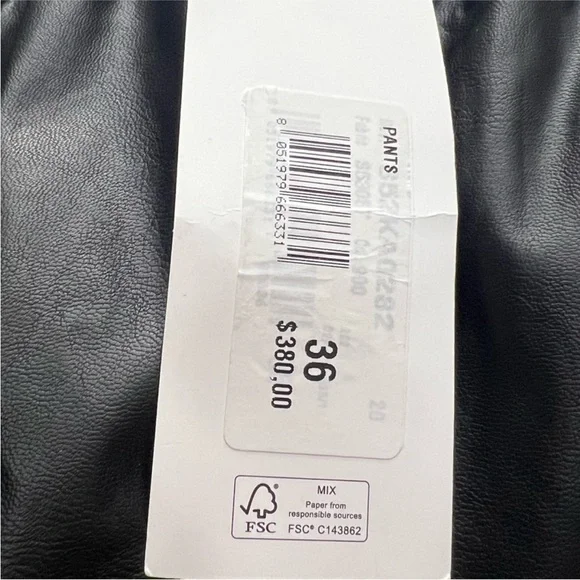 PANTS
8 051979 666331
36
$380,00
FSC
MIX
Paper from
responsible sources
FSC® C143862